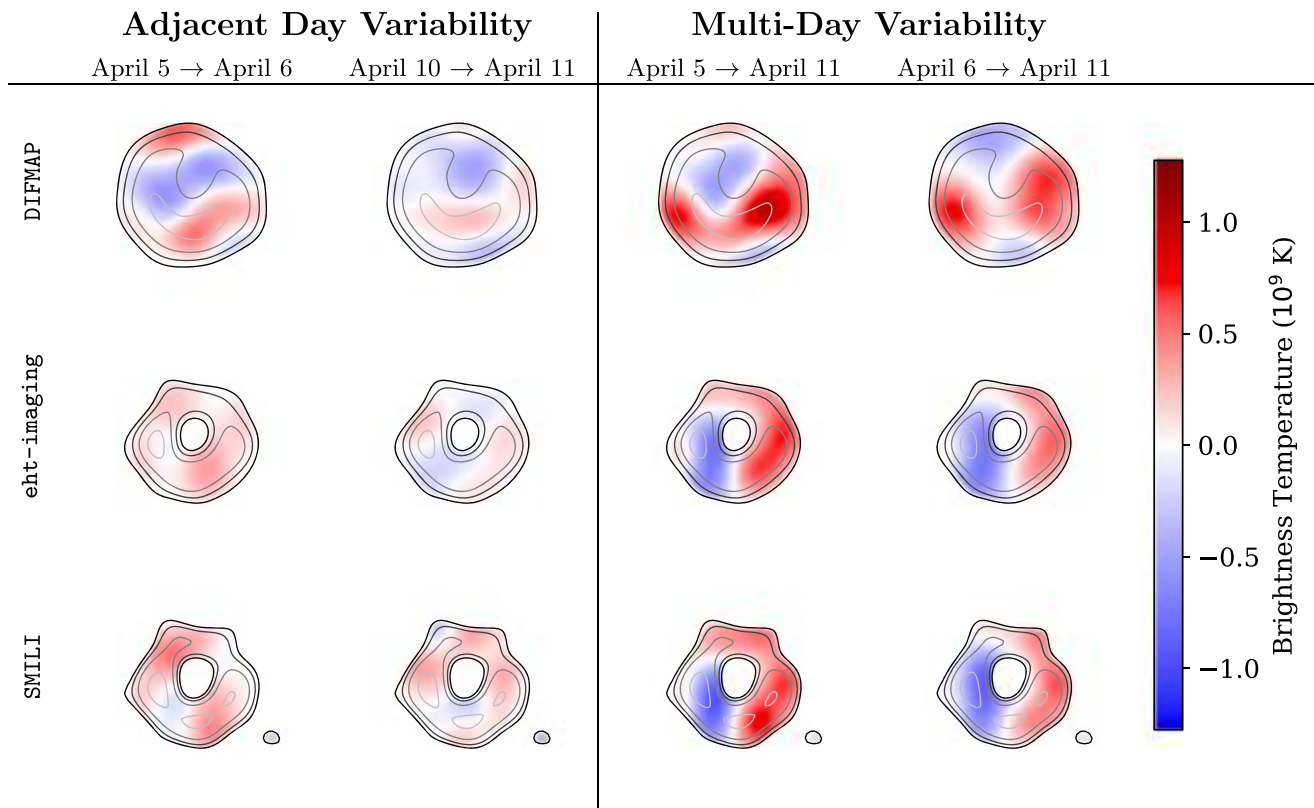 Adjacent Day Variability
Multi-Day Variability
April 5 → April 6
April 10 → April 11
April 5 → April 11
April 6 → April 11
DIFMAP
eht-imaging
SMILI
1.0
0.5
0.0
−0.5
−1.0
Brightness Temperature (10⁹ K)